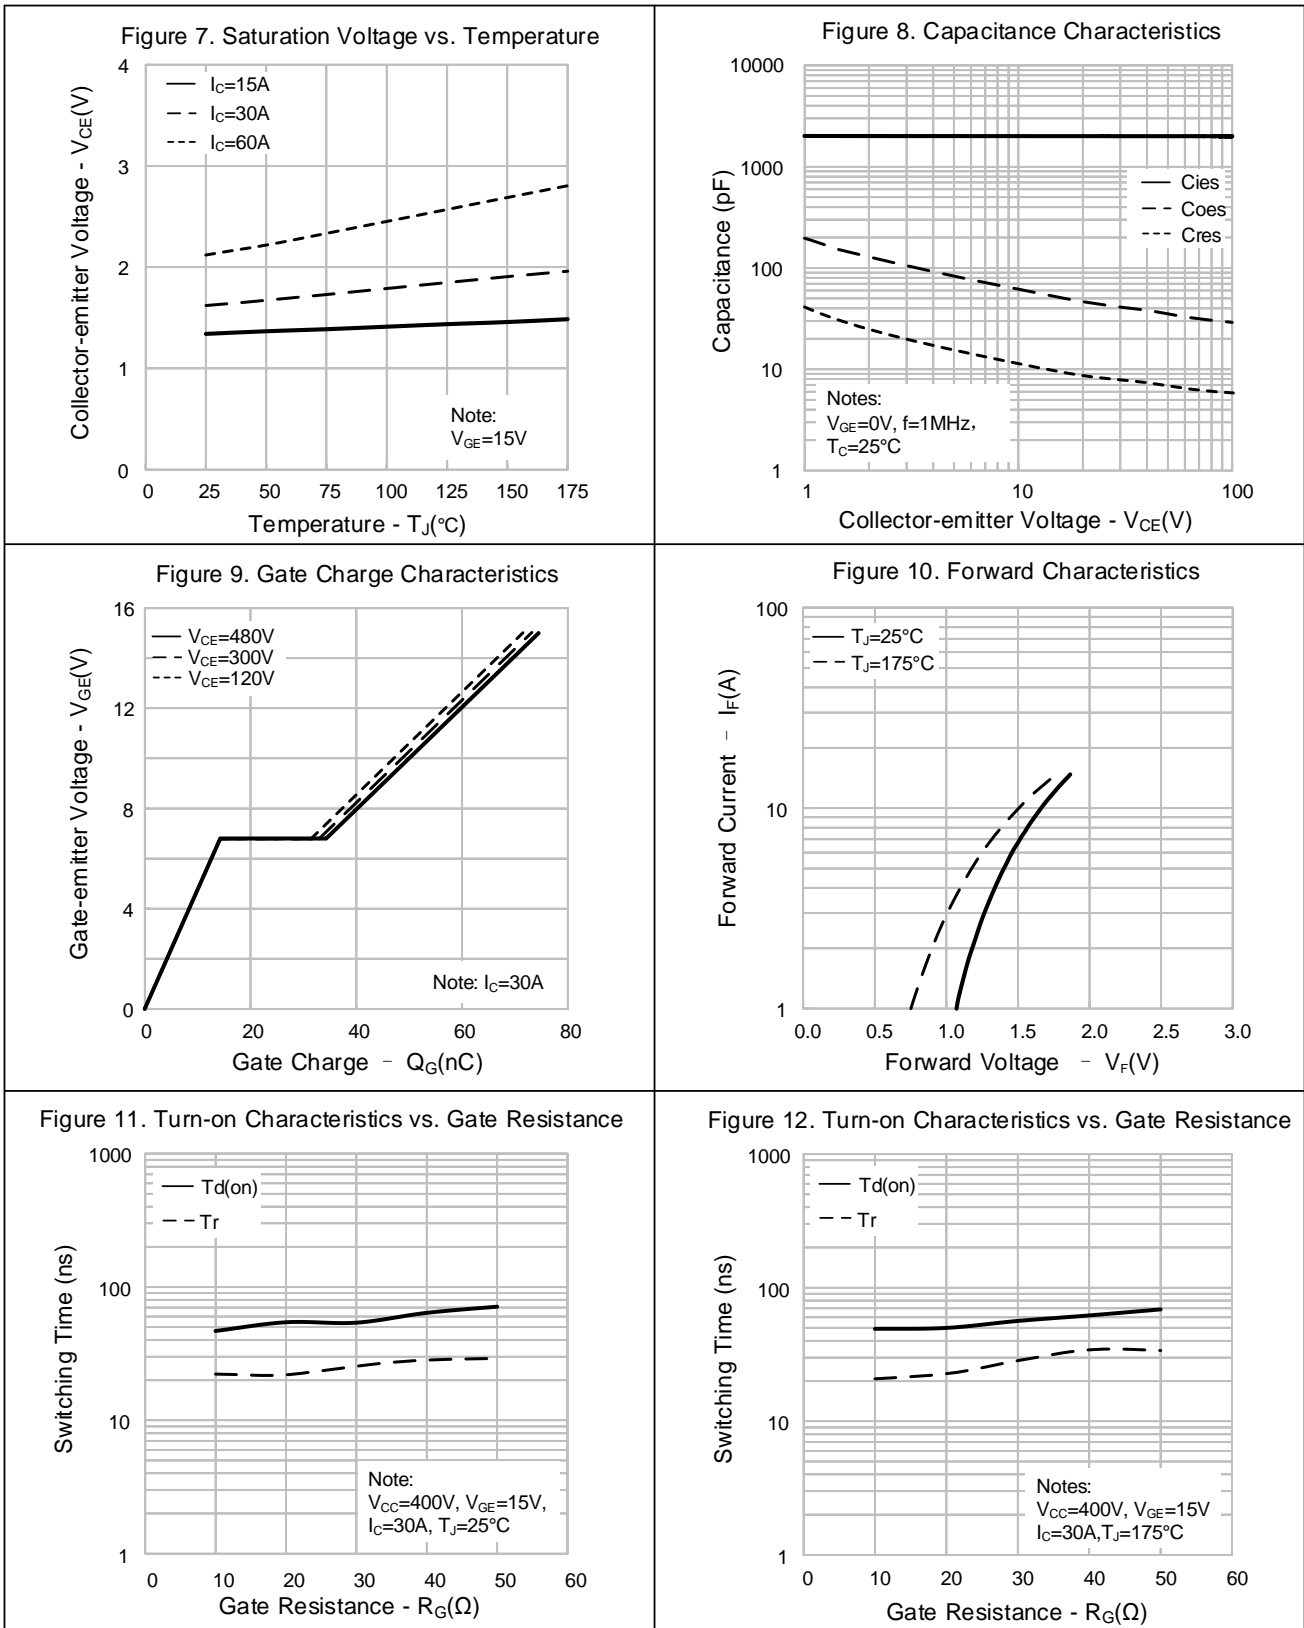 Figure 7. Saturation Voltage vs. Temperature
Collector-emitter Voltage - VCE(V)
4
3
2
1
0
IC=15A
IC=30A
IC=60A
Note:
VGE=15V
0 25 50 75 100 125 150 175
Temperature - TJ(°C)
Figure 8. Capacitance Characteristics
Capacitance (pF)
10000
1000
100
10
1
Cies
Coes
Cres
Notes:
VGE=0V, f=1MHz,
TC=25°C
1 10 100
Collector-emitter Voltage - VCE(V)
Figure 9. Gate Charge Characteristics
Gate-emitter Voltage - VGE(V)
16
12
8
4
0
VCE=480V
VCE=300V
VCE=120V
Note: IC=30A
0 20 40 60 80
Gate Charge － QG(nC)
Figure 10. Forward Characteristics
Forward Current － IF(A)
100
10
1
TJ=25°C
TJ=175°C
0.0 0.5 1.0 1.5 2.0 2.5 3.0
Forward Voltage － VF(V)
Figure 11. Turn-on Characteristics vs. Gate Resistance
Switching Time (ns)
1000
100
10
1
Td(on)
Tr
Note:
VCC=400V, VGE=15V,
IC=30A, TJ=25°C
0 10 20 30 40 50 60
Gate Resistance - RG(Ω)
Figure 12. Turn-on Characteristics vs. Gate Resistance
Switching Time (ns)
1000
100
10
1
Td(on)
Tr
Notes:
VCC=400V, VGE=15V
IC=30A,TJ=175°C
0 10 20 30 40 50 60
Gate Resistance - RG(Ω)